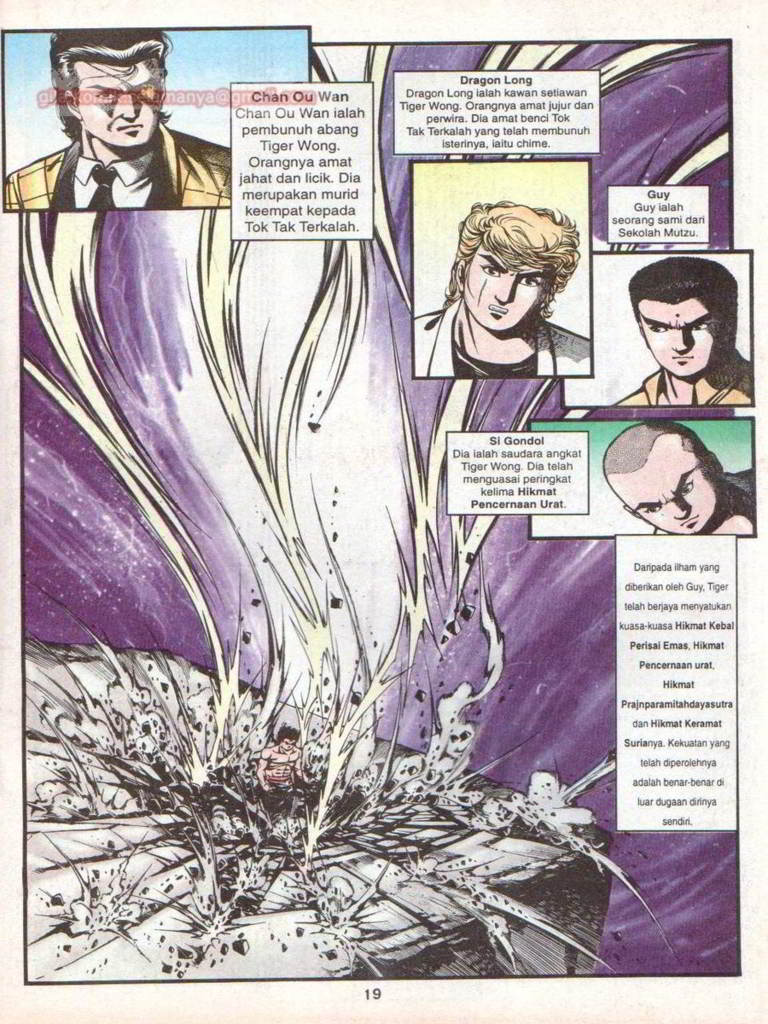 Chan Ou Wan
Chan Ou Wan ialah
pembunuh abang
Tiger Wong.
Orangnya amat
jahat dan licik. Dia
merupakan murid
keempat kepada
Tok Tak Terkalah.
Dragon Long
Dragon Long ialah kawan setiawan
Tiger Wong. Orangnya amat jujur dan
perwira. Dia amat benci Tok
Tak Terkalah yang telah membunuh
isterinya, iaitu chime.
Guy
Guy ialah
seorang sami dari
Sekolah Mutzu.
Si Gondol
Dia ialah saudara angkat
Tiger Wong. Dia telah
menguasai peringkat
kelima Hikmat
Pencernaan Urat.
Daripada ilham yang
diberikan oleh Guy, Tiger
telah berjaya menyatukan
kuasa-kuasa Hikmat Kebal
Perisai Emas, Hikmat
Pencernaan urat,
Hikmat
Prajnparamitahdayasutra
dan Hikmat Keramat
Surianya. Kekuatan yang
telah diperolehnya
adalah benar-benar di
luar dugaan dirinya
sendiri.
19